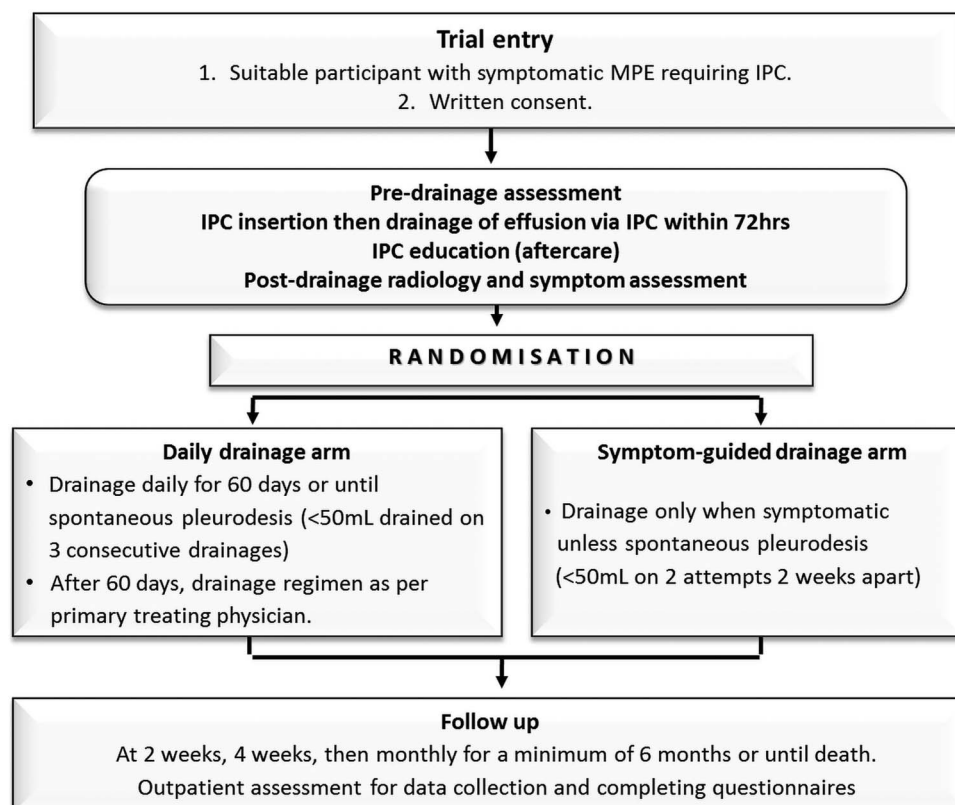 Trial entry
1. Suitable participant with symptomatic MPE requiring IPC.
2. Written consent.
Pre-drainage assessment
IPC insertion then drainage of effusion via IPC within 72hrs
IPC education (aftercare)
Post-drainage radiology and symptom assessment
RANDOMISATION
Daily drainage arm
• Drainage daily for 60 days or until
spontaneous pleurodesis (<50mL drained on
3 consecutive drainages)
• After 60 days, drainage regimen as per
primary treating physician.
Symptom-guided drainage arm
• Drainage only when symptomatic
unless spontaneous pleurodesis
(<50mL on 2 attempts 2 weeks apart)
Follow up
At 2 weeks, 4 weeks, then monthly for a minimum of 6 months or until death.
Outpatient assessment for data collection and completing questionnaires